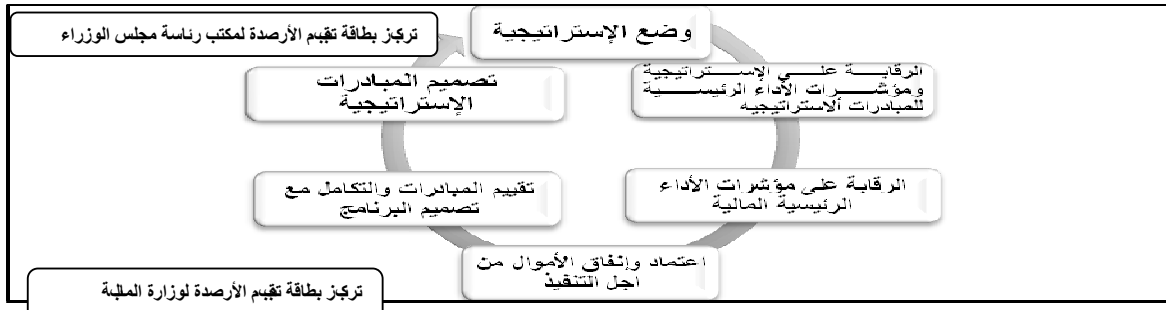 تركيز بطاقة تقييم الأرصدة لمكتب رئاسة مجلس الوزراء
وضع الإستراتيجية
الرقابة على الإستراتيجية
ومؤشرات الأداء الرئيسية
للمبادرات ألاستراتيجيه
تصميم المبادرات
الإستراتيجية
الرقابة على مؤشرات الأداء
الرئيسية المالية
تقييم المبادرات والتكامل مع
تصميم البرنامج
اعتماد وإنفاق الأموال من
اجل التنفيذ
تركيز بطاقة تقييم الأرصدة لوزارة المالية